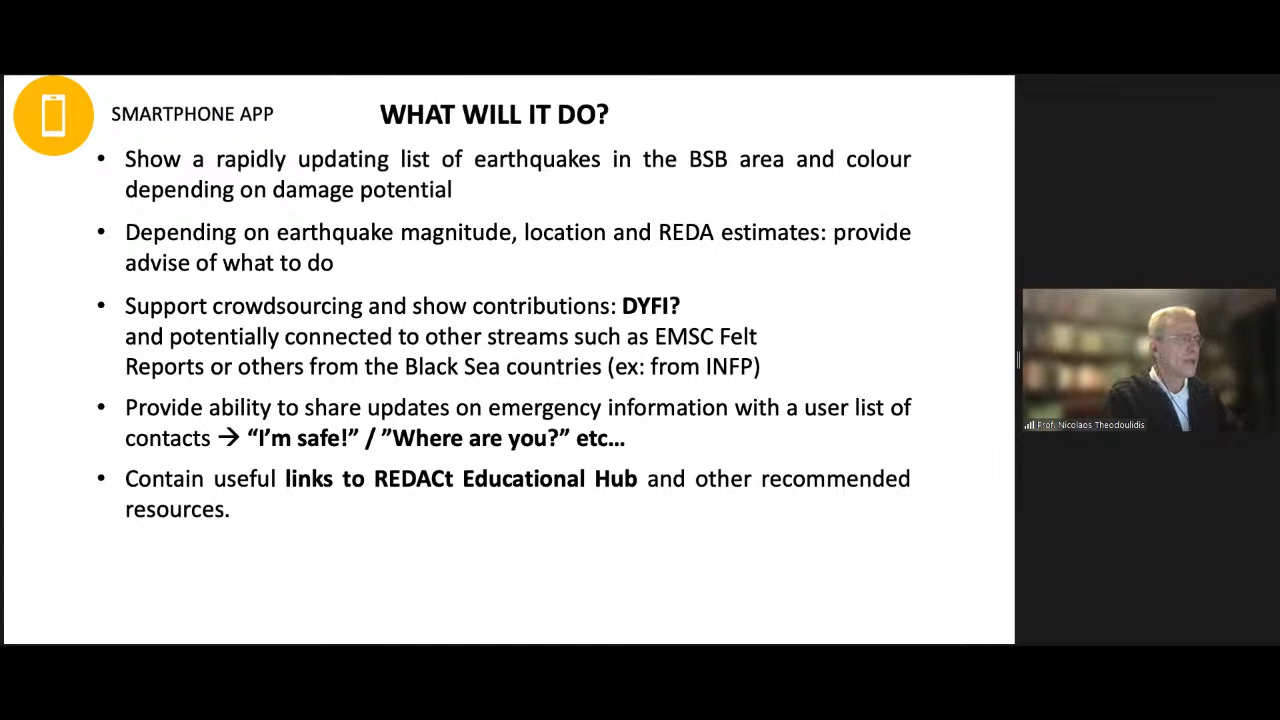 SMARTPHONE APP
WHAT WILL IT DO?
• Show a rapidly updating list of earthquakes in the BSB area and colour
depending on damage potential
• Depending on earthquake magnitude, location and REDA estimates: provide
advise of what to do
• Support crowdsourcing and show contributions: DYFI?
and potentially connected to other streams such as EMSC Felt
Reports or others from the Black Sea countries (ex: from INFP)
• Provide ability to share updates on emergency information with a user list of
contacts → “I’m safe!” / ”Where are you?” etc…
• Contain useful links to REDACt Educational Hub and other recommended
resources.
Prof. Nicolaos Theodoulidis